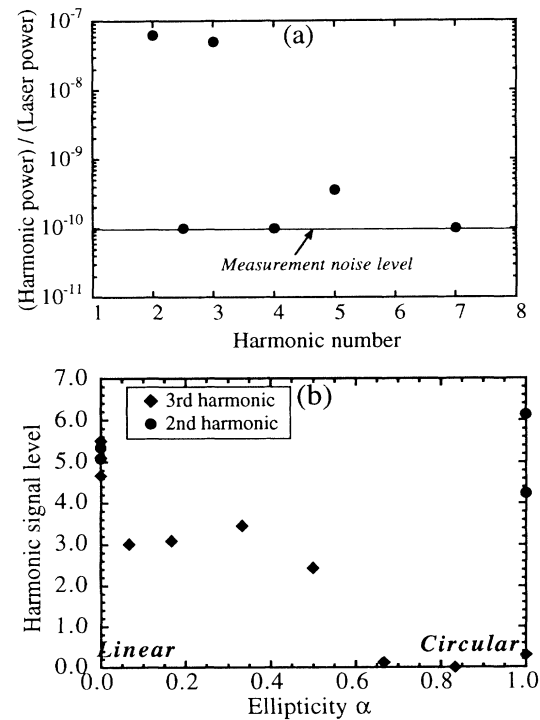 (a)
(Harmonic power) / (Laser power)
10^-7
10^-8
10^-9
10^-10
10^-11
Measurement noise level
1 2 3 4 5 6 7 8
Harmonic number
(b)
◆ 3rd harmonic
● 2nd harmonic
Harmonic signal level
7.0
6.0
5.0
4.0
3.0
2.0
1.0
0.0
Linear
Circular
0.0 0.2 0.4 0.6 0.8 1.0
Ellipticity α